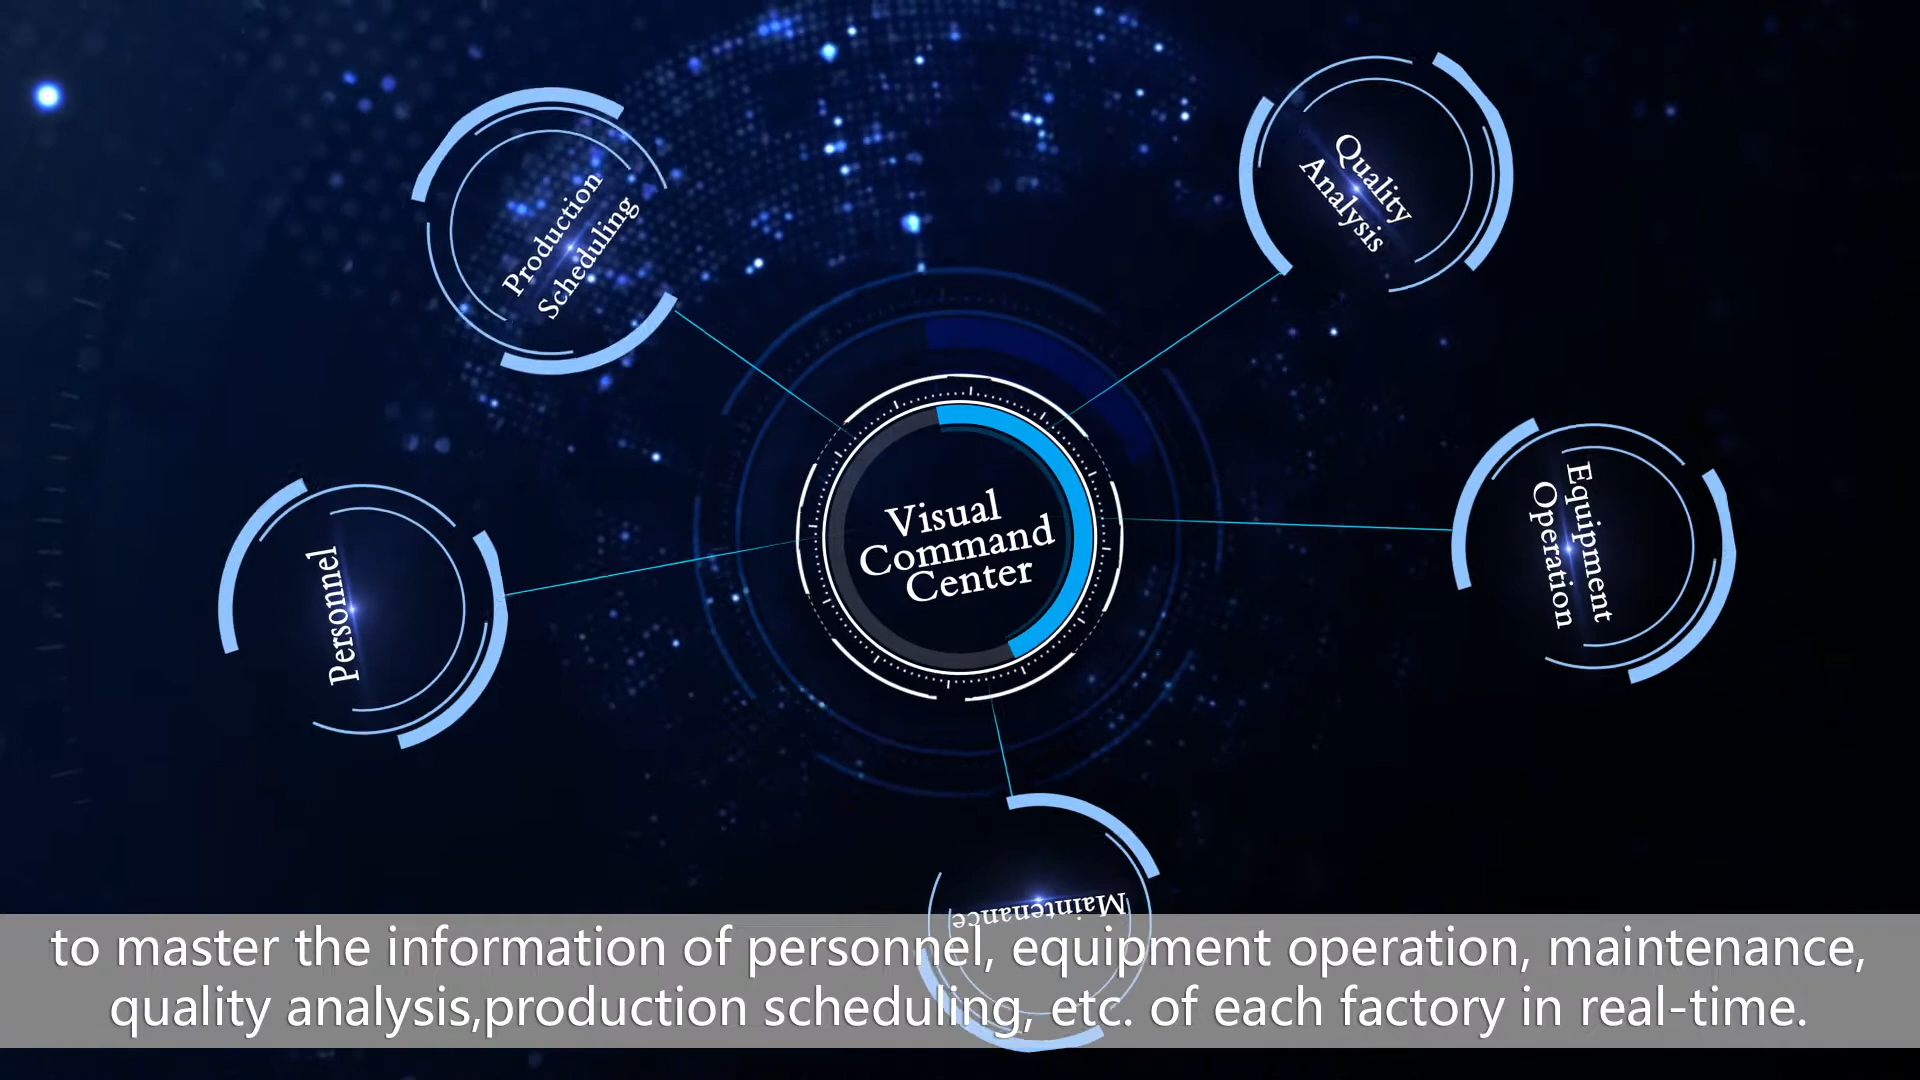 Production
Scheduling
Quality
Analysis
Personnel
Visual
Command
Center
Equipment
Operation
Maintenance
to master the information of personnel, equipment operation, maintenance,
quality analysis,production scheduling, etc. of each factory in real-time.